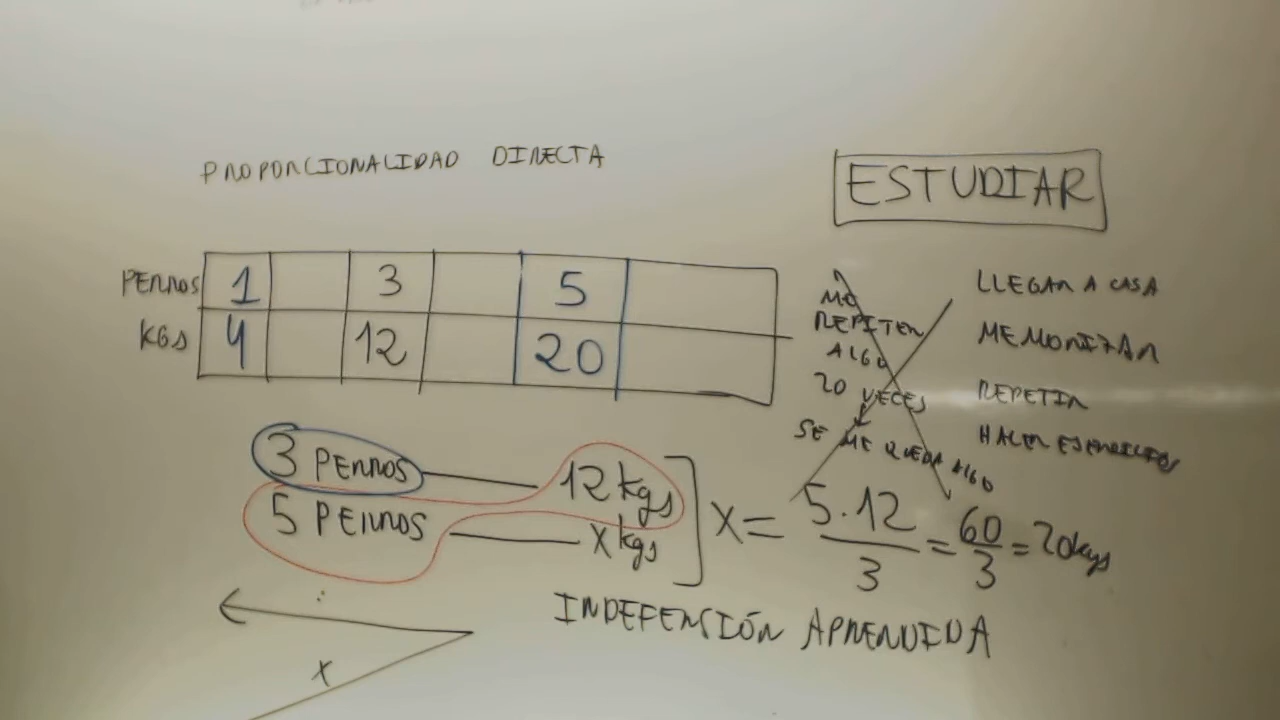 PROPORCIONALIDAD DIRECTA
PERROS 1 3 5
KGS 4 12 20
3 PERROS 12 kgs
5 PERROS x kgs
X = 5·12/3 = 60/3 = 20kgs
INDEFENSIÓN APRENDIDA
X
ESTUDIAR
REPITEN
ALGO
20 VECES
SE ME QUEDA ALGO
LLEGAR A CASA
MEMORIZAR
REPETIR
HACER EJERCICIOS